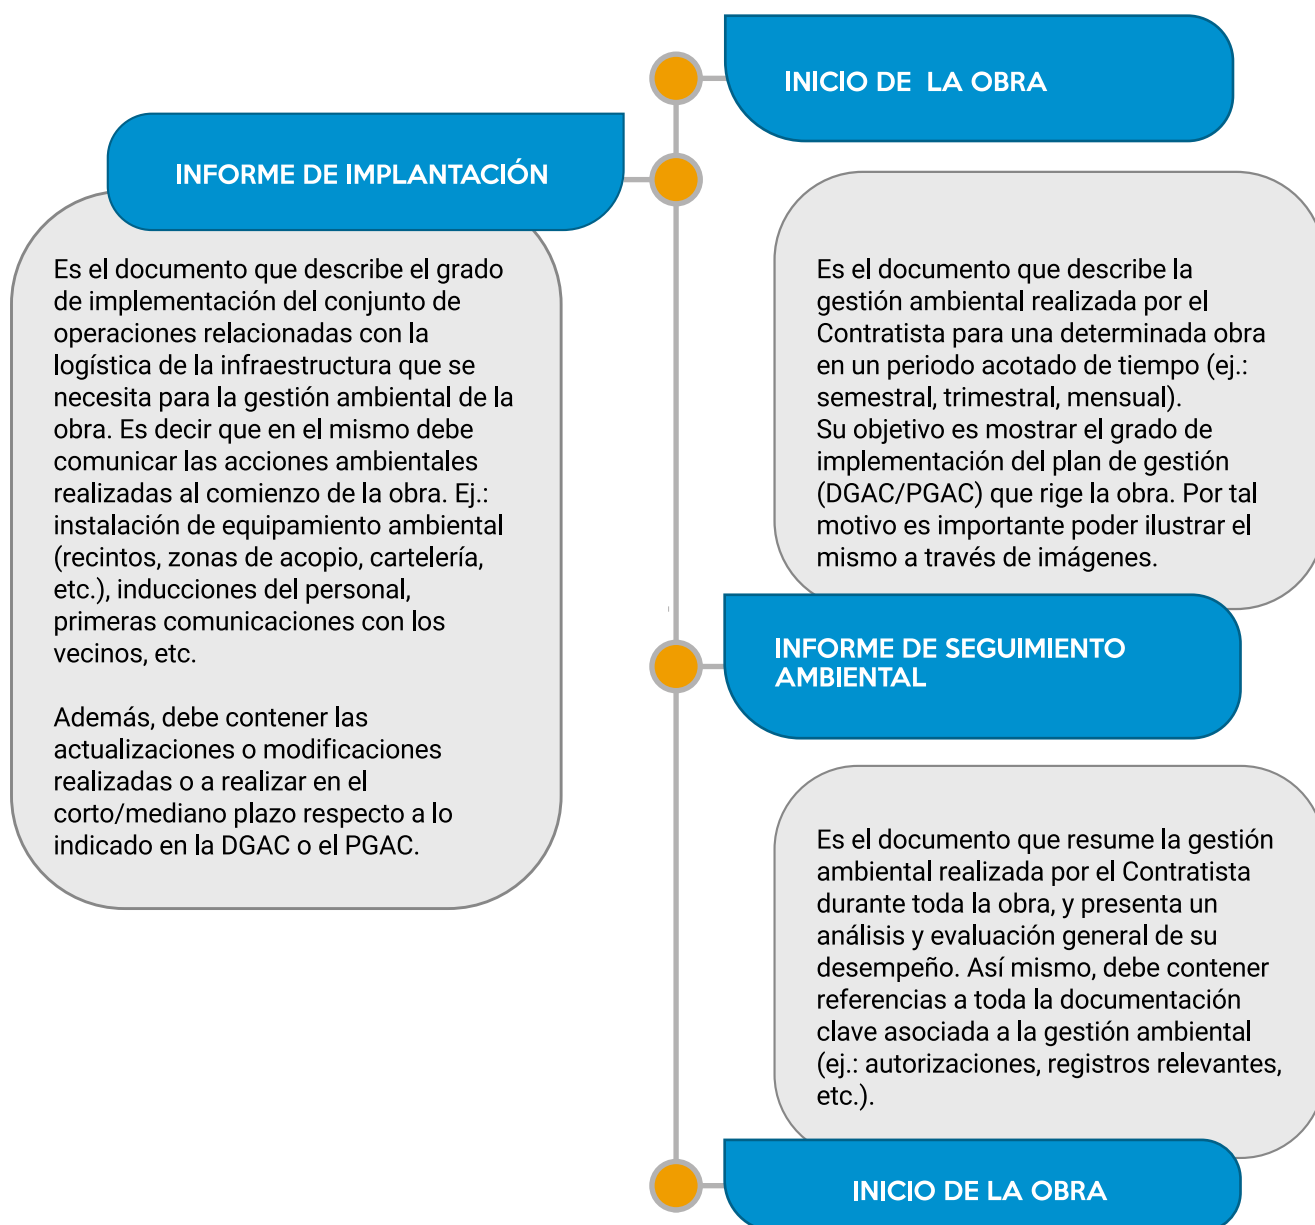 INICIO DE LA OBRA
INFORME DE IMPLANTACIÓN
Es el documento que describe el grado
de implementación del conjunto de
operaciones relacionadas con la
logística de la infraestructura que se
necesita para la gestión ambiental de la
obra. Es decir que en el mismo debe
comunicar las acciones ambientales
realizadas al comienzo de la obra. Ej.:
instalación de equipamiento ambiental
(recintos, zonas de acopio, cartelería,
etc.), inducciones del personal,
primeras comunicaciones con los
vecinos, etc.
Además, debe contener las
actualizaciones o modificaciones
realizadas o a realizar en el
corto/mediano plazo respecto a lo
indicado en la DGAC o el PGAC.
Es el documento que describe la
gestión ambiental realizada por el
Contratista para una determinada obra
en un periodo acotado de tiempo (ej.:
semestral, trimestral, mensual).
Su objetivo es mostrar el grado de
implementación del plan de gestión
(DGAC/PGAC) que rige la obra. Por tal
motivo es importante poder ilustrar el
mismo a través de imágenes.
INFORME DE SEGUIMIENTO
AMBIENTAL
Es el documento que resume la gestión
ambiental realizada por el Contratista
durante toda la obra, y presenta un
análisis y evaluación general de su
desempeño. Así mismo, debe contener
referencias a toda la documentación
clave asociada a la gestión ambiental
(ej.: autorizaciones, registros relevantes,
etc.).
INICIO DE LA OBRA